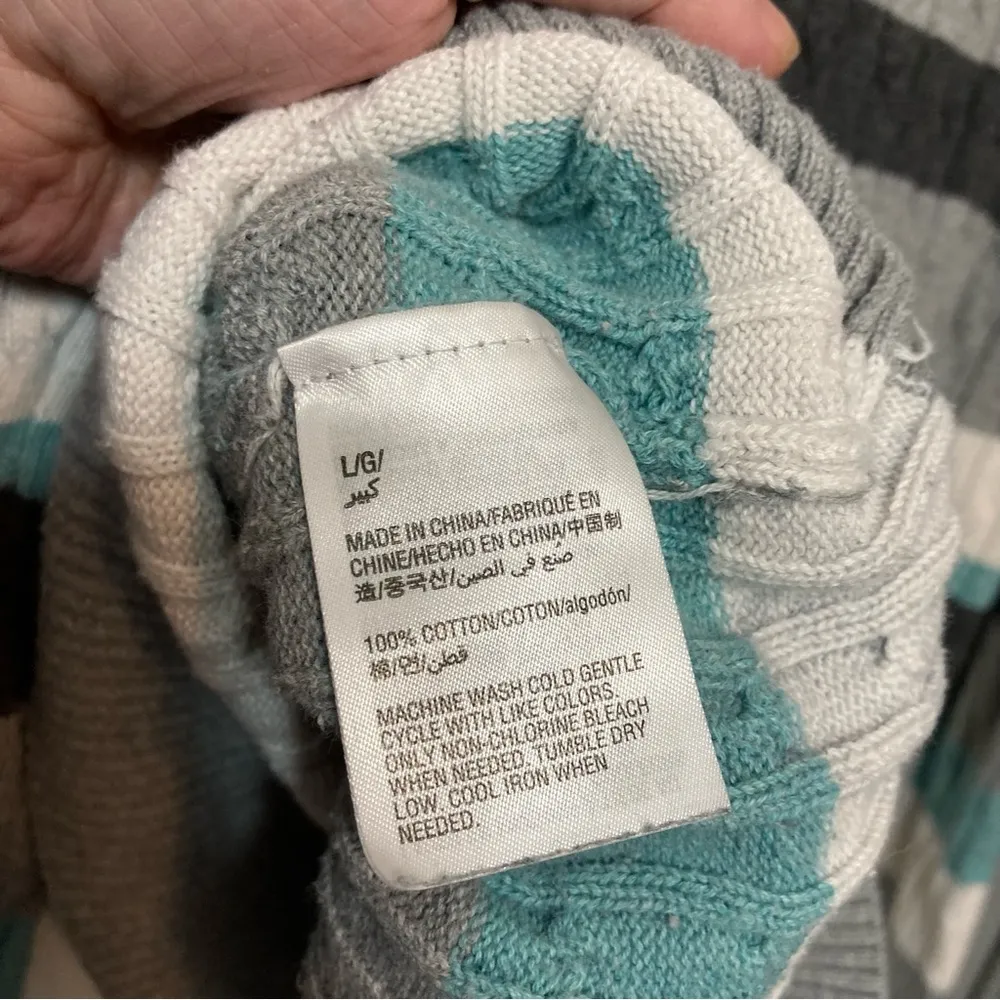 L/G/
كبير
MADE IN CHINA/FABRIQUÉ EN
CHINE/HECHO EN CHINA/中国制
造/중국산/صنع في الصين
100% COTTON/COTON/algodón/
棉/면/قطن
MACHINE WASH COLD GENTLE
CYCLE WITH LIKE COLORS.
ONLY NON-CHLORINE BLEACH
WHEN NEEDED. TUMBLE DRY
LOW. COOL IRON WHEN
NEEDED.